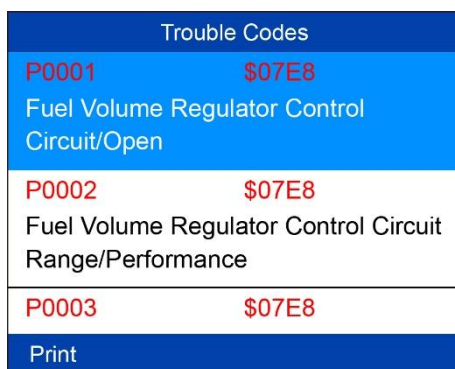 Trouble Codes
P0001 $07E8
Fuel Volume Regulator Control
Circuit/Open
P0002 $07E8
Fuel Volume Regulator Control Circuit
Range/Performance
P0003 $07E8
Print